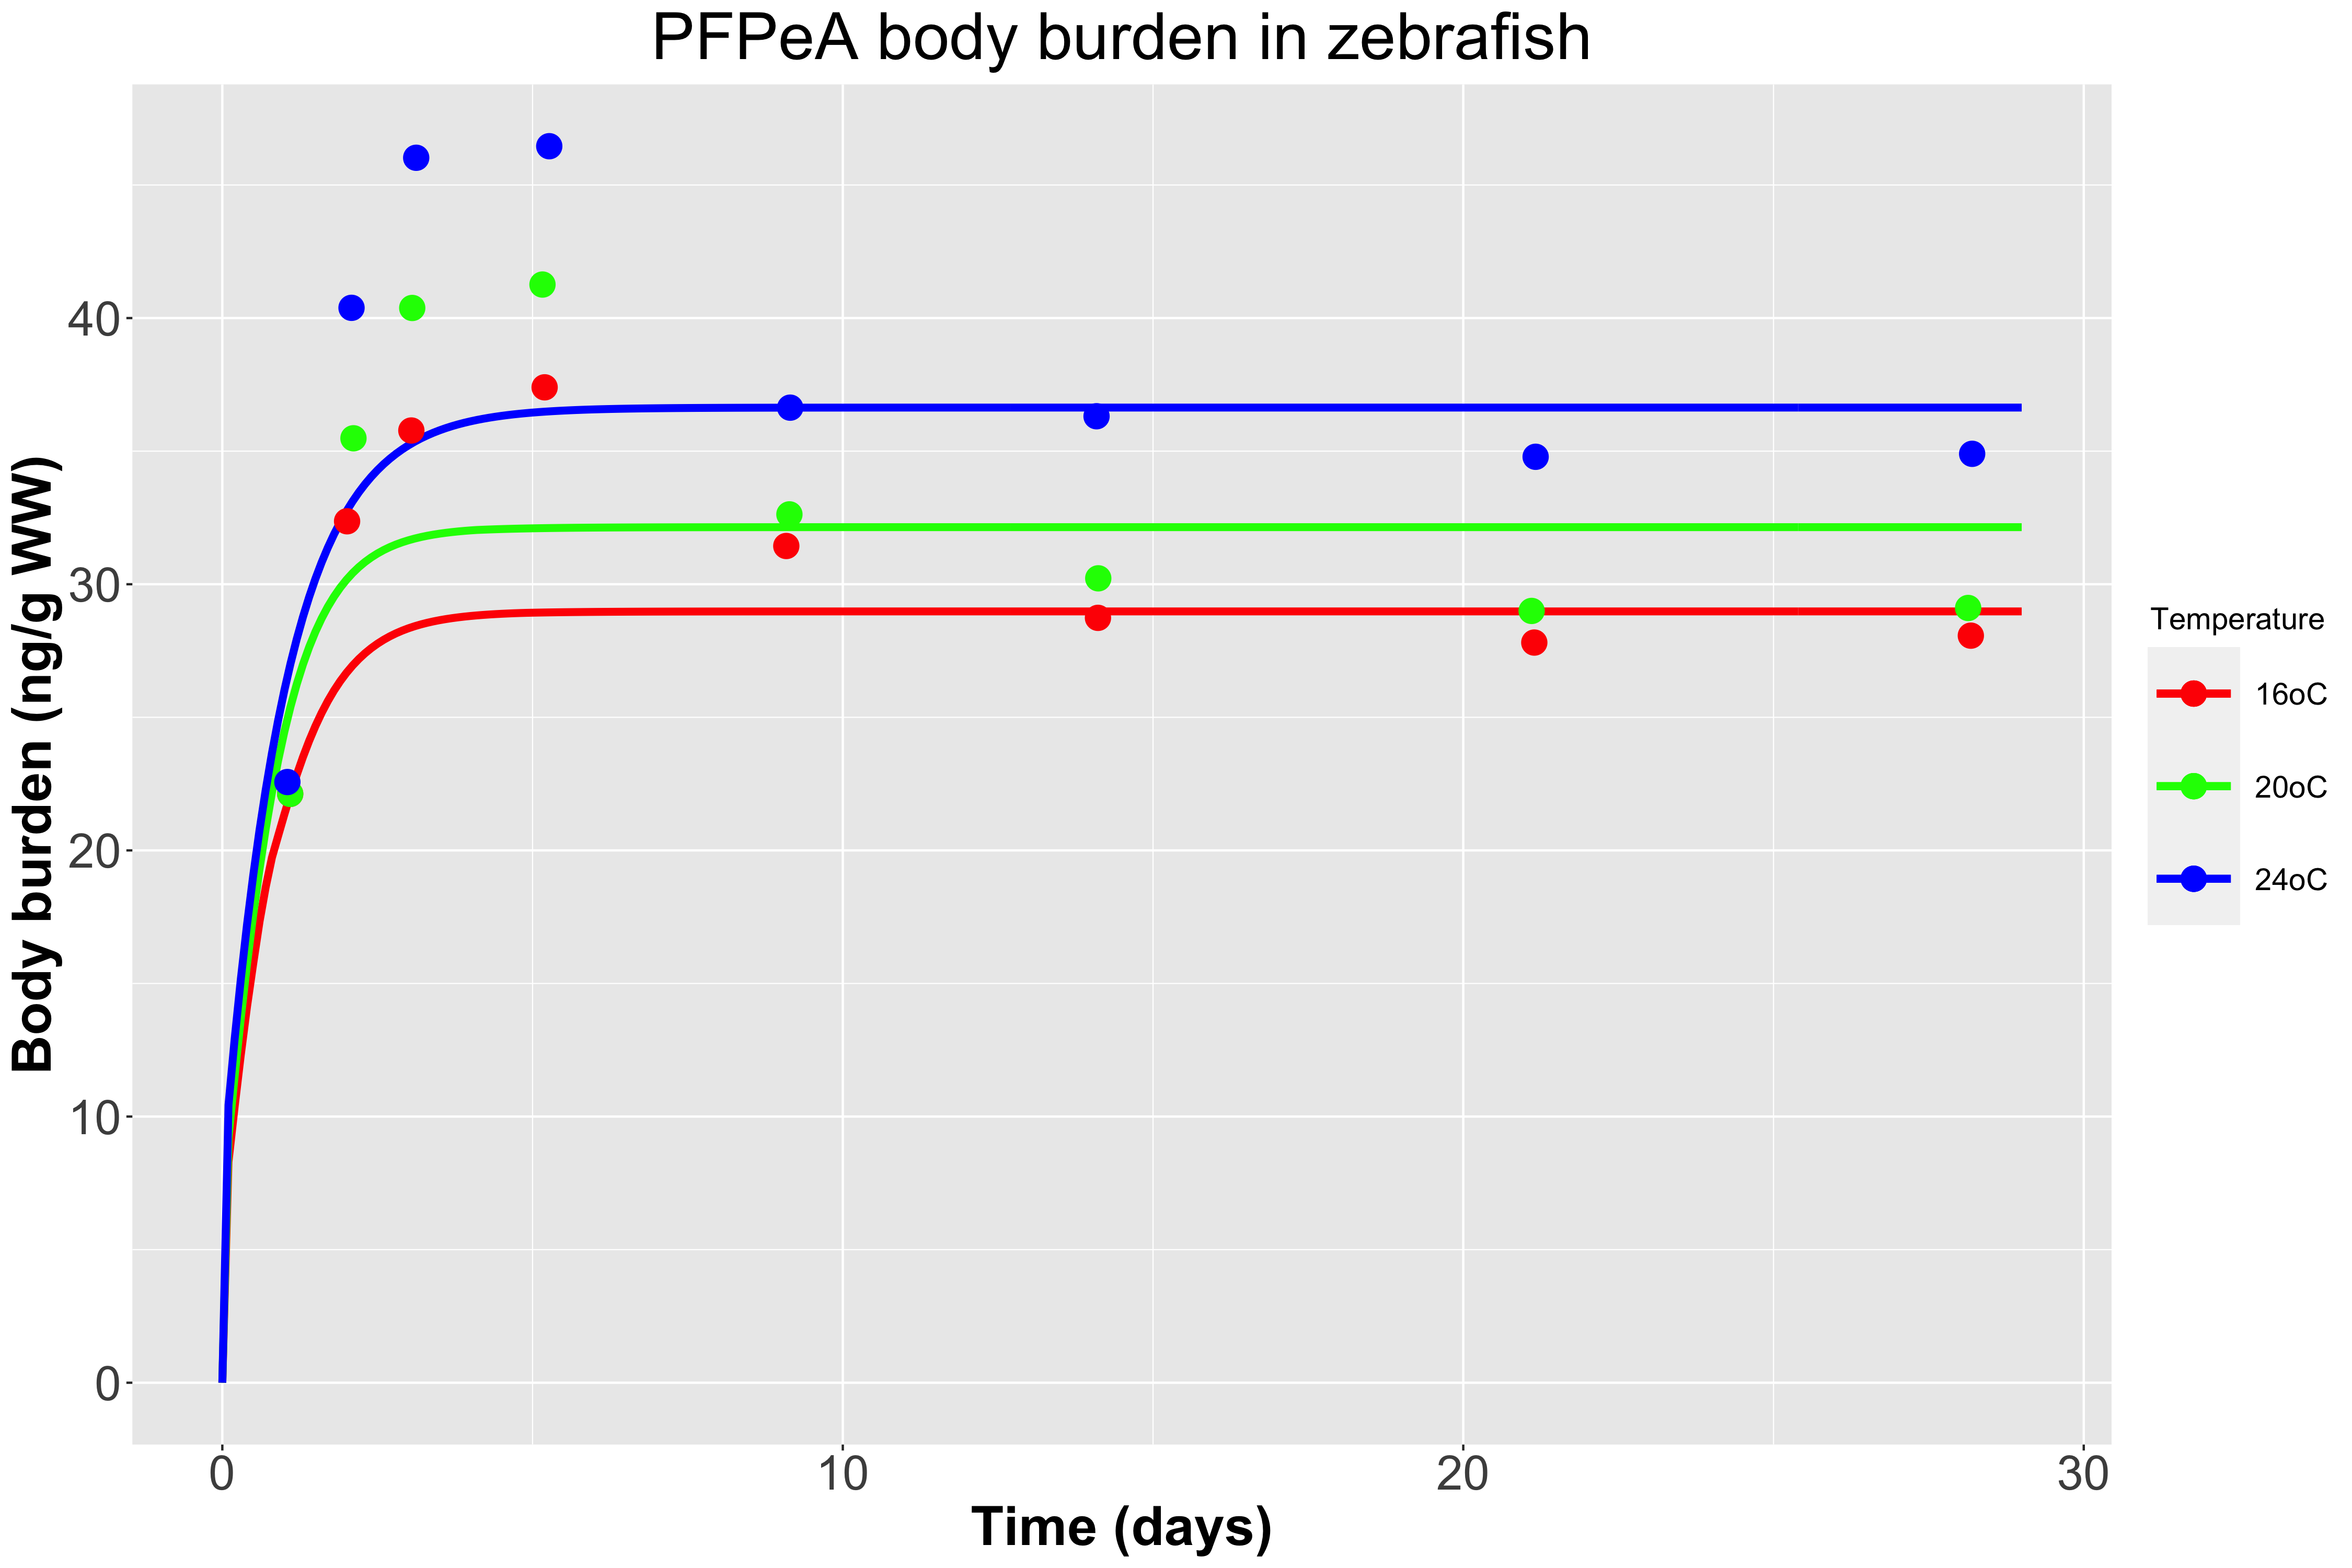 PFPeA body burden in zebrafish
Body burden (ng/g WW)
40
30
20
10
0
0
10
20
30
Time (days)
Temperature
16oC
20oC
24oC